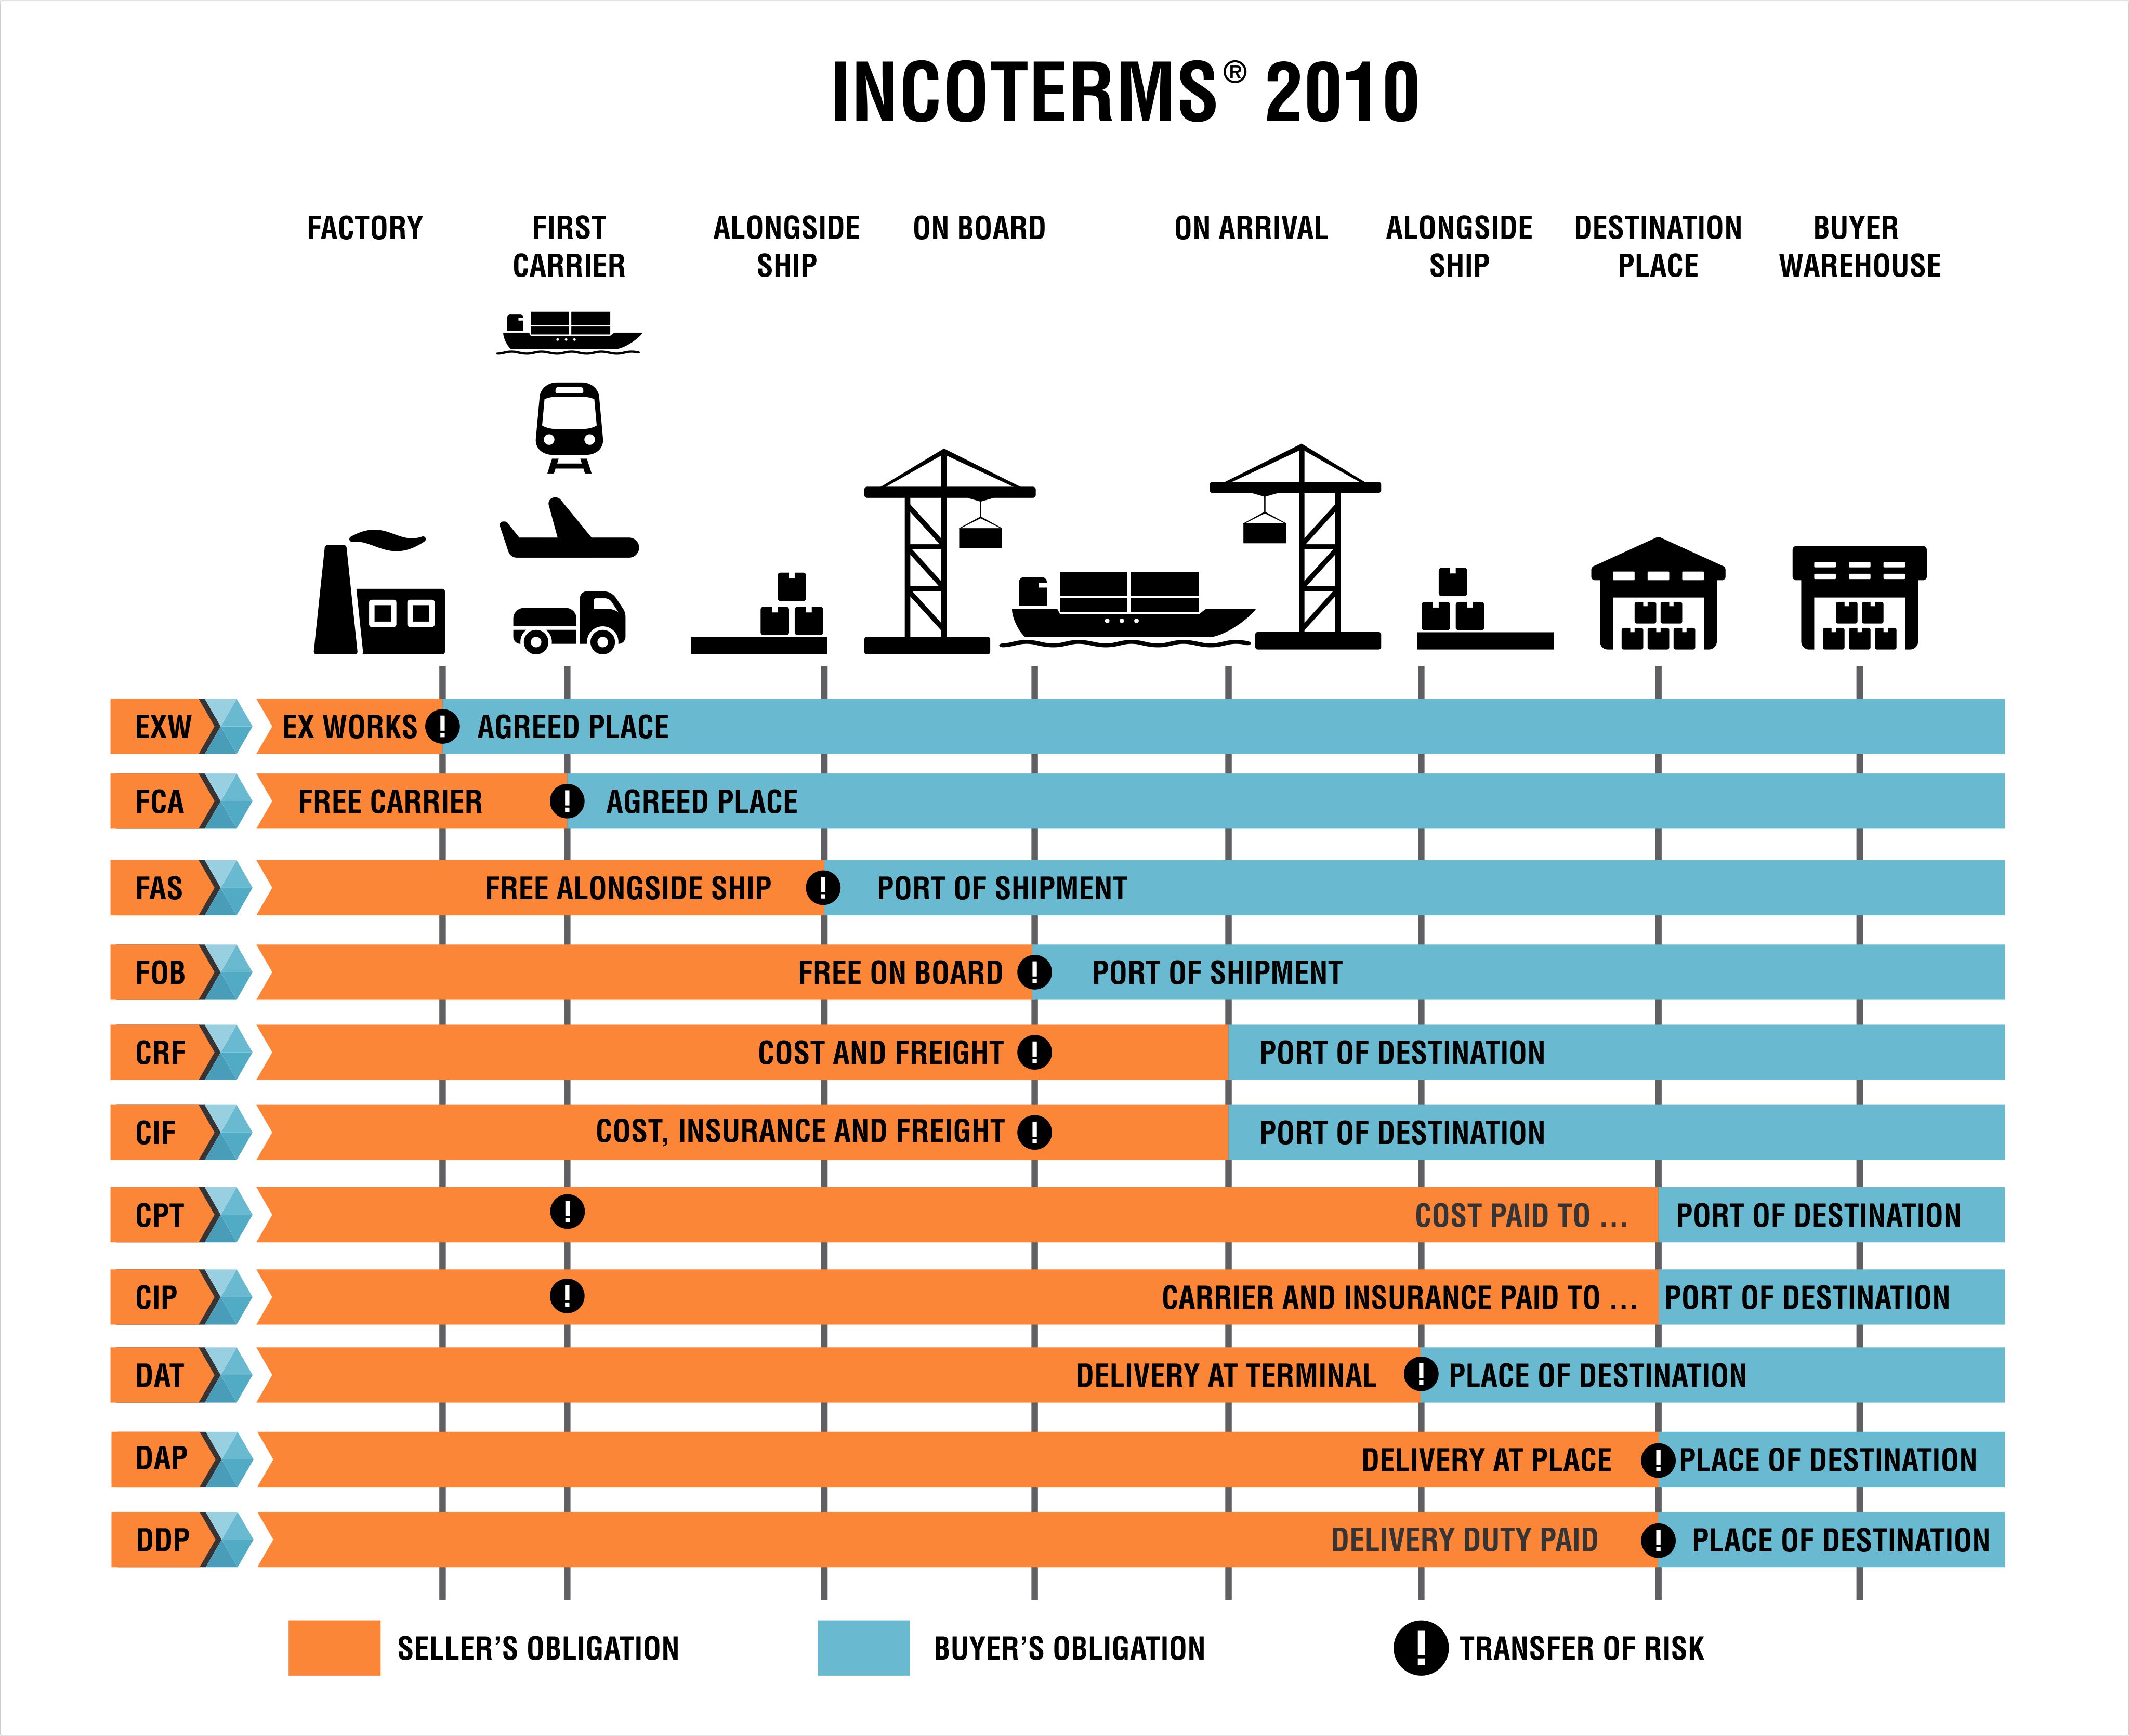 INCOTERMS® 2010
FACTORY
FIRST
CARRIER
ALONGSIDE
SHIP
ON BOARD
ON ARRIVAL
ALONGSIDE
SHIP
DESTINATION
PLACE
BUYER
WAREHOUSE
EXW EX WORKS ! AGREED PLACE
FCA FREE CARRIER ! AGREED PLACE
FAS FREE ALONGSIDE SHIP ! PORT OF SHIPMENT
FOB FREE ON BOARD ! PORT OF SHIPMENT
CRF COST AND FREIGHT ! PORT OF DESTINATION
CIF COST, INSURANCE AND FREIGHT ! PORT OF DESTINATION
CPT ! COST PAID TO ... PORT OF DESTINATION
CIP ! CARRIER AND INSURANCE PAID TO ... PORT OF DESTINATION
DAT DELIVERY AT TERMINAL ! PLACE OF DESTINATION
DAP DELIVERY AT PLACE ! PLACE OF DESTINATION
DDP DELIVERY DUTY PAID ! PLACE OF DESTINATION
SELLER’S OBLIGATION
BUYER’S OBLIGATION
! TRANSFER OF RISK